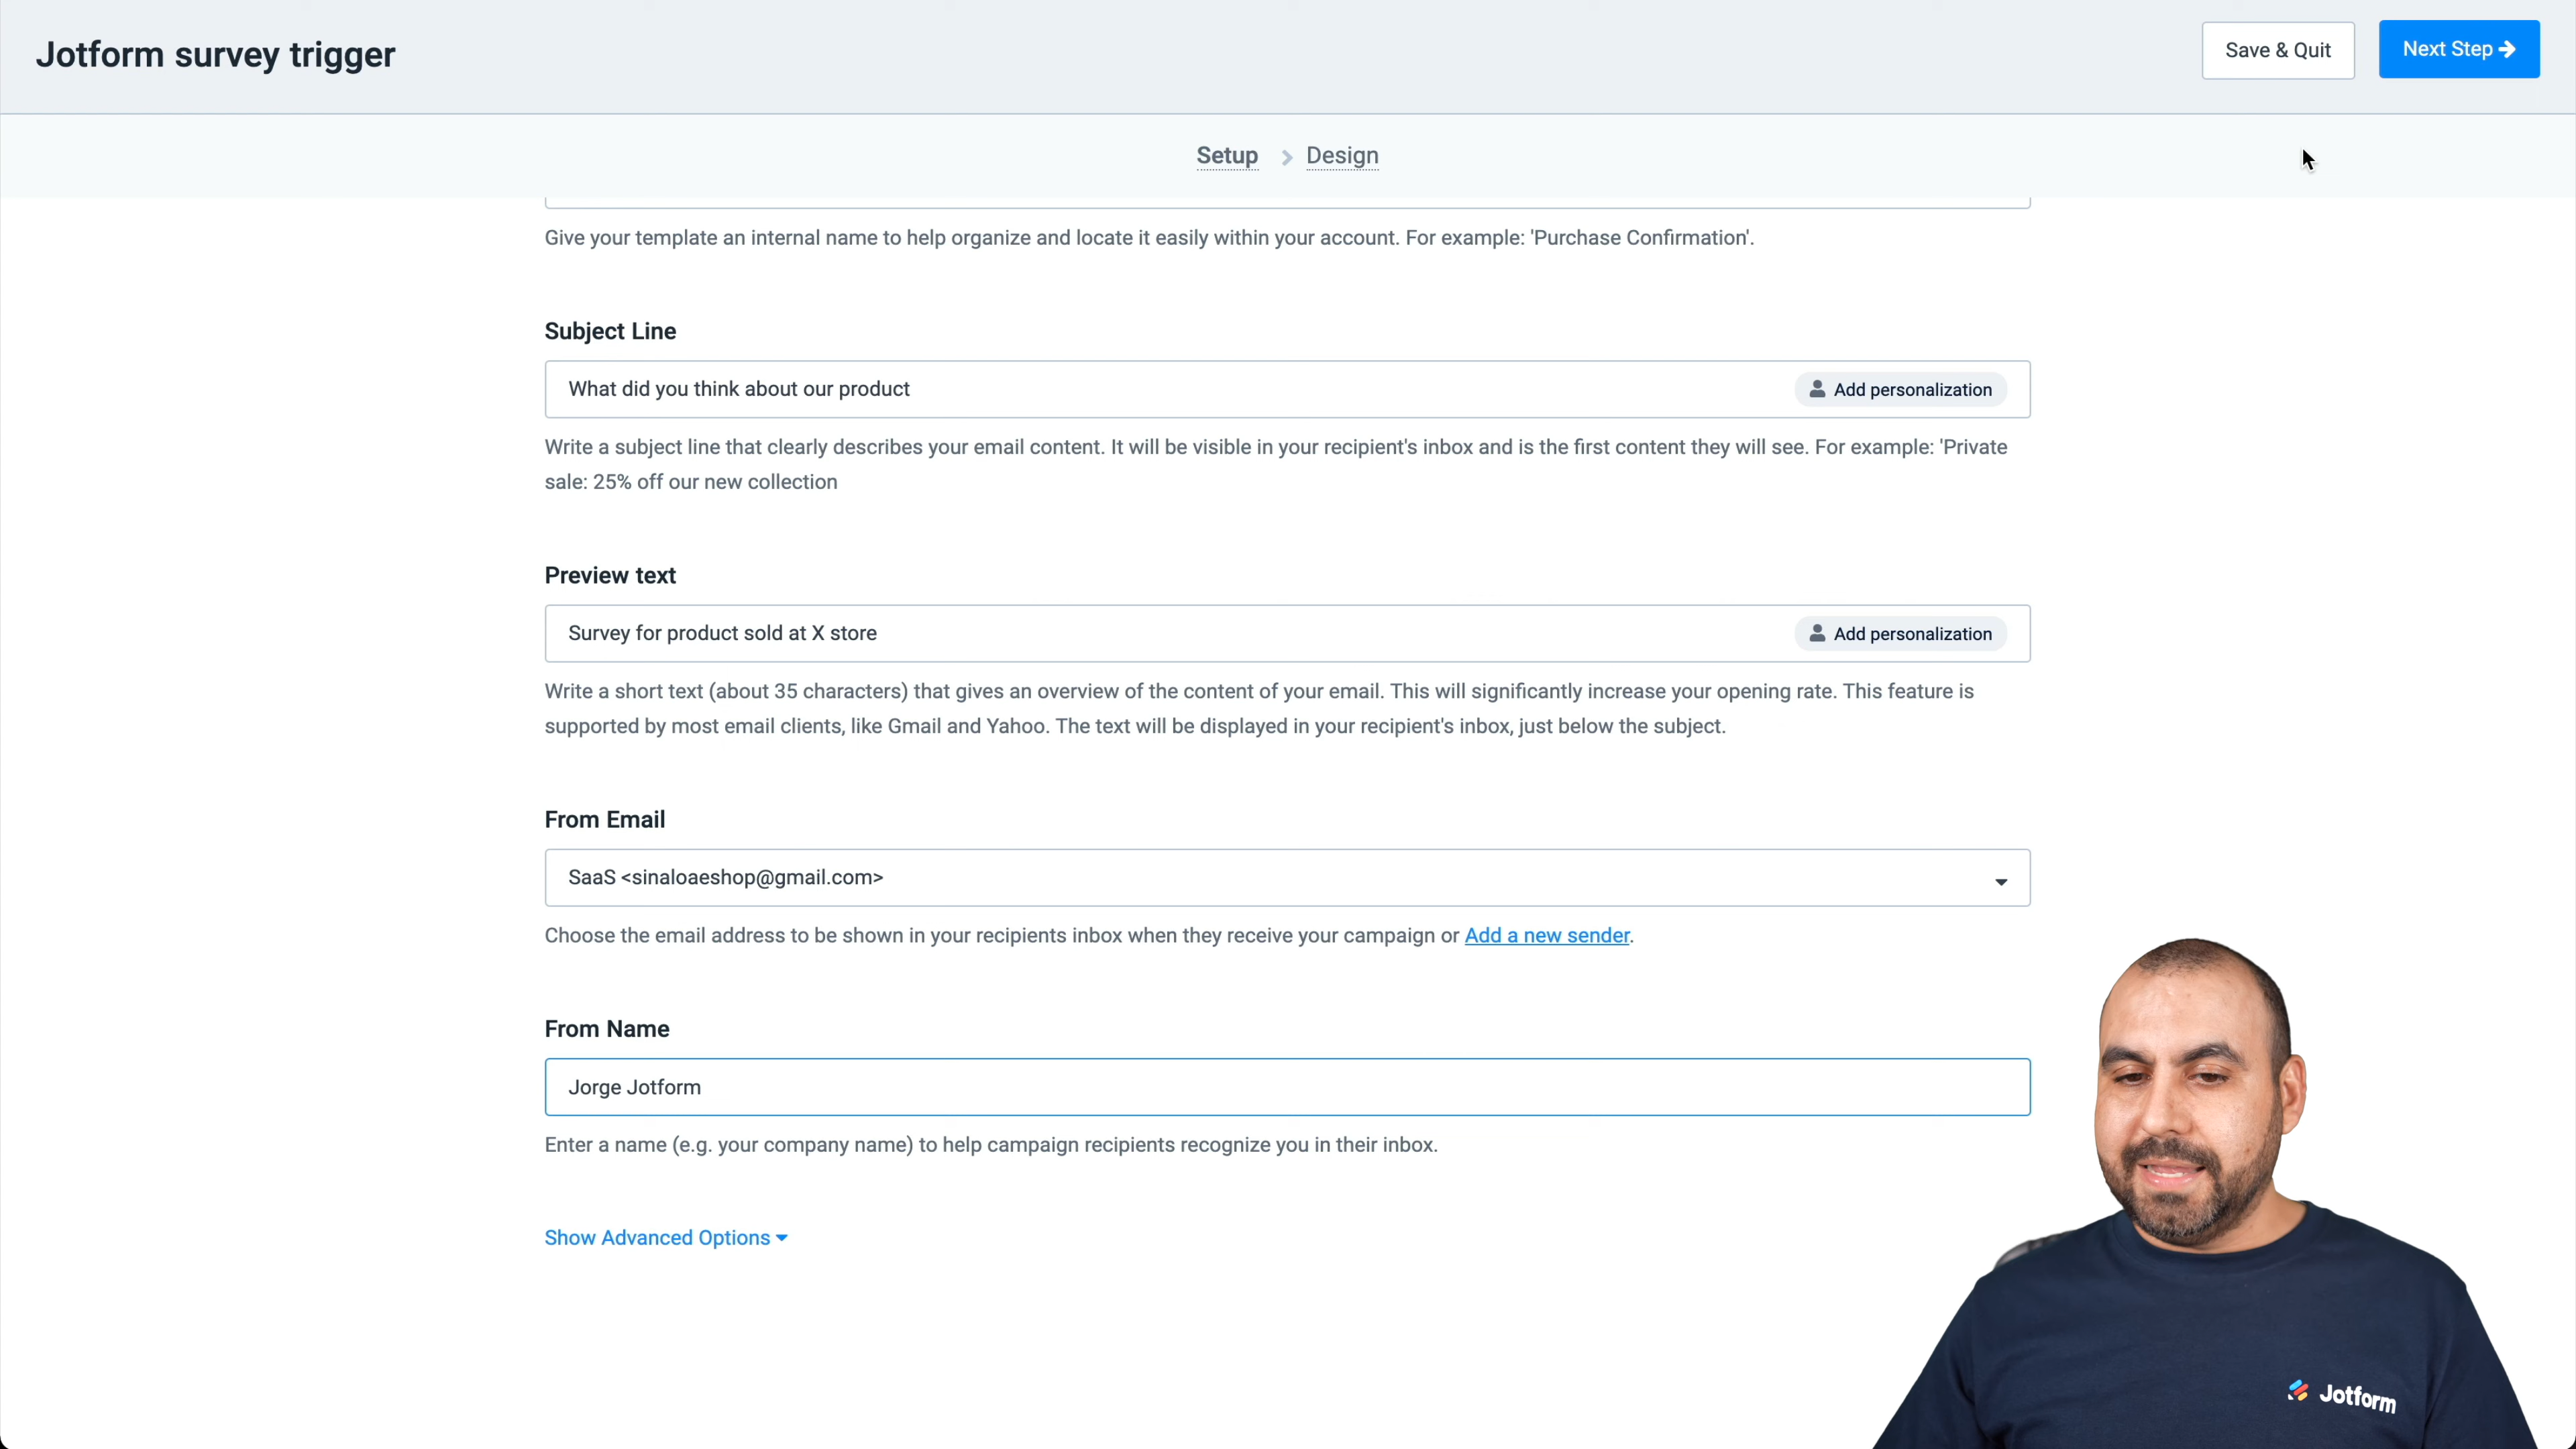 Jotform survey trigger
Save & Quit
Next Step
Setup
Design
Give your template an internal name to help organize and locate it easily within your account. For example: 'Purchase Confirmation'.
Subject Line
What did you think about our product
Add personalization
Write a subject line that clearly describes your email content. It will be visible in your recipient's inbox and is the first content they will see. For example: 'Private
sale: 25% off our new collection
Preview text
Survey for product sold at X store
Add personalization
Write a short text (about 35 characters) that gives an overview of the content of your email. This will significantly increase your opening rate. This feature is
supported by most email clients, like Gmail and Yahoo. The text will be displayed in your recipient's inbox, just below the subject.
From Email
SaaS <sinaloaeshop@gmail.com>
Choose the email address to be shown in your recipients inbox when they receive your campaign or Add a new sender.
From Name
Jorge Jotform
Enter a name (e.g. your company name) to help campaign recipients recognize you in their inbox.
Show Advanced Options
Jotform